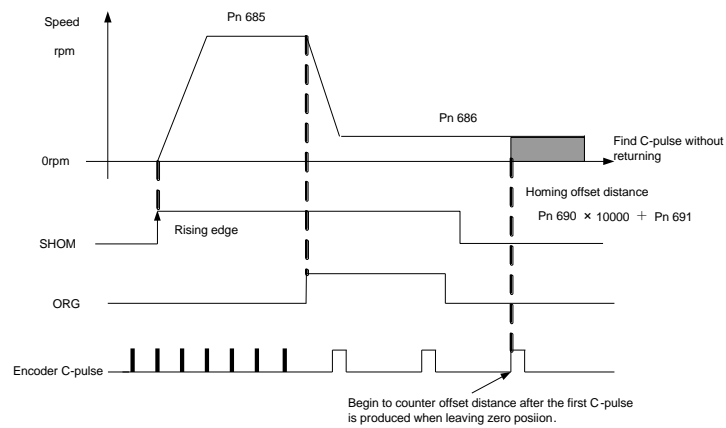 Speed
rpm
Pn 685
Pn 686
0rpm
Find C-pulse without
returning
Homing offset distance
Pn 690 × 10000 + Pn 691
Rising edge
SHOM
ORG
Encoder C-pulse
Begin to counter offset distance after the first C-pulse
is produced when leaving zero posiion.